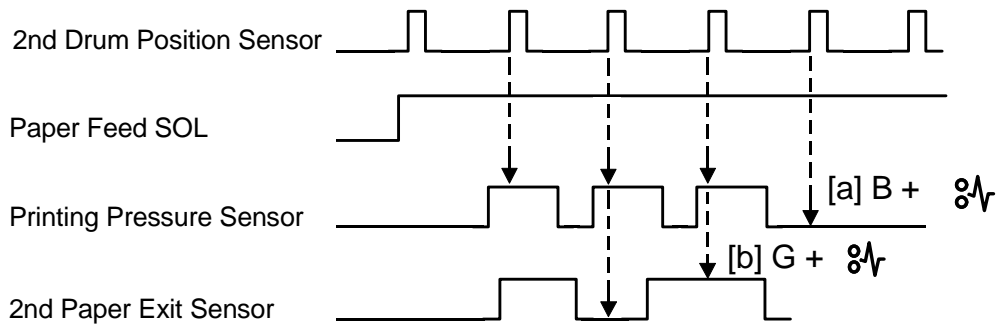 2nd Drum Position Sensor
Paper Feed SOL
[a] B +
Printing Pressure Sensor
[b] G +
2nd Paper Exit Sensor